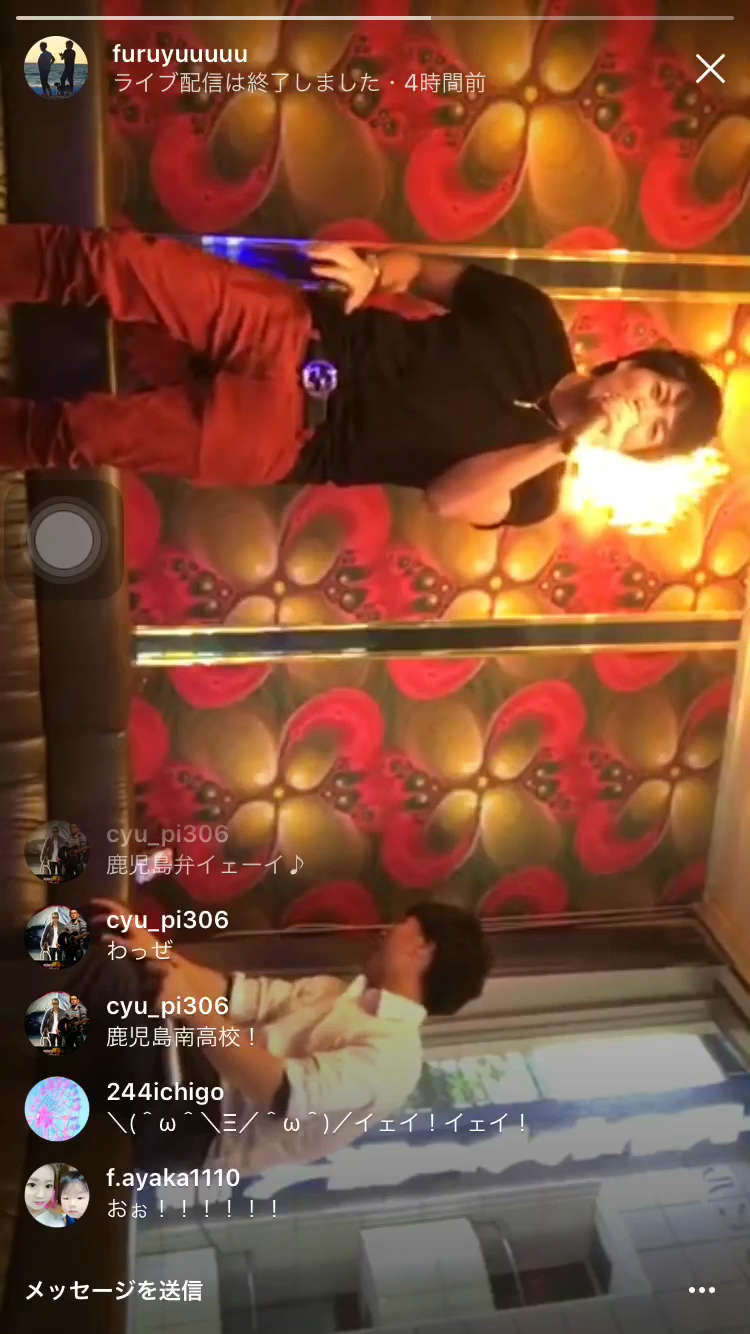 furuyuuuuu
ライブ配信は終了しました・4時間前
cyu_pi306
鹿児島弁イェーイ♪
cyu_pi306
わっぜ
cyu_pi306
鹿児島南高校！
244ichigo
＼(＾ω＾＼Ξ／＾ω＾)／イェイ！イェイ！
f.ayaka1110
おぉ！！！！！！
メッセージを送信